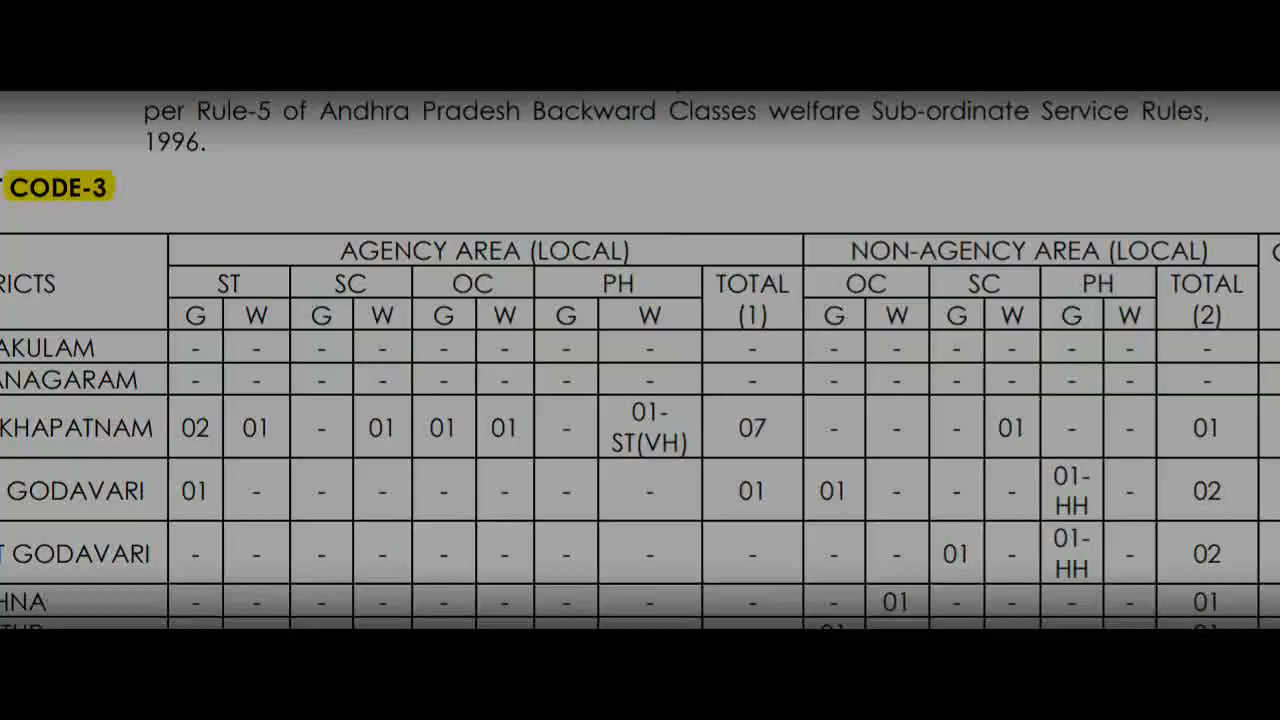 per Rule-5 of Andhra Pradesh Backward Classes welfare Sub-ordinate Service Rules,
1996.
CODE-3
RICTS AGENCY AREA (LOCAL) NON-AGENCY AREA (LOCAL)
ST SC OC PH TOTAL (1) OC SC PH TOTAL (2)
G W G W G W G W G W G W G W
AKULAM - - - - - - - - - - - - - - - -
ANAGARAM - - - - - - - - - - - - - - - -
KHAPATNAM 02 01 - 01 01 01 - 01-ST(VH) 07 - - - 01 - - 01
GODAVARI 01 - - - - - - - 01 01 - - - 01-HH - 02
T GODAVARI - - - - - - - - - - - 01 - 01-HH - 02
HNA - - - - - - - - - - 01 - - - - 01